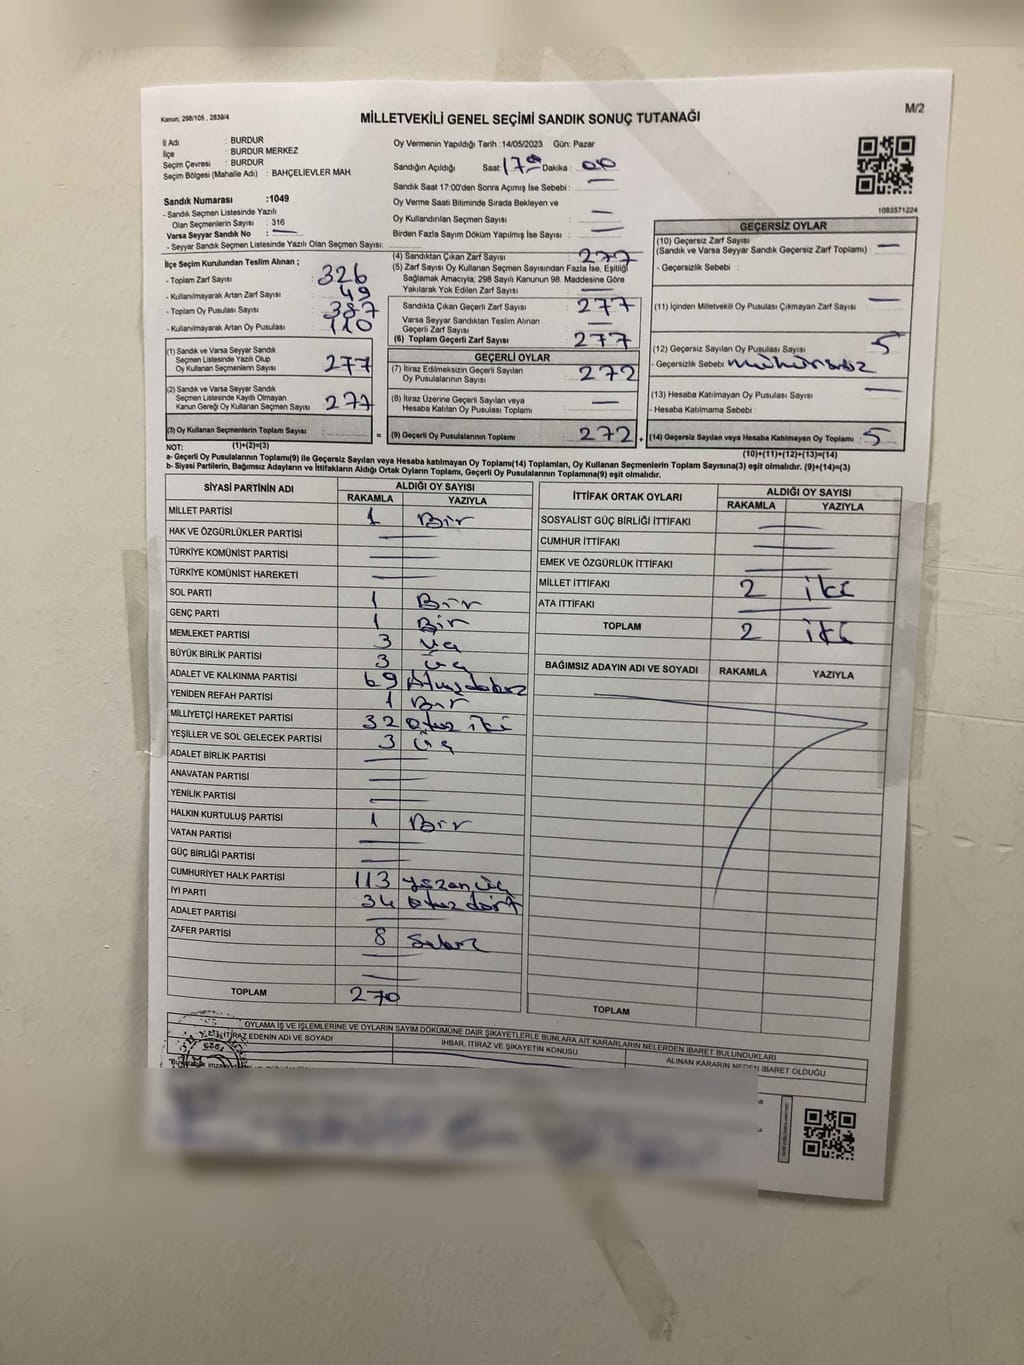 M/2
Kanun, 298/105 , 2839/4
MİLLETVEKİLİ GENEL SEÇİMİ SANDIK SONUÇ TUTANAĞI
İl Adı : BURDUR
İlçe : BURDUR MERKEZ
Seçim Çevresi : BURDUR
Seçim Bölgesi (Mahalle Adı) : BAHÇELİEVLER MAH.
Sandık Numarası :1049
- Sandık Seçmen Listesinde Yazılı
Olan Seçmenlerin Sayısı : 316
Varsa Seyyar Sandık No : —
- Seyyar Sandık Seçmen Listesinde Yazılı Olan Seçmen Sayısı:
Oy Vermenin Yapıldığı Tarih :14/05/2023 Gün: Pazar
Sandığın Açıldığı Saat: 17 Dakika : 00
Sandık Saat 17:00'den Sonra Açılmış İse Sebebi :
Oy Verme Saati Bitiminde Sırada Bekleyen ve
Oy Kullandırılan Seçmen Sayısı —
Birden Fazla Sayım Döküm Yapılmış İse Sayısı : —
1083571224
İlçe Seçim Kurulundan Teslim Alınan ;
- Toplam Zarf Sayısı 326
- Kullanılmayarak Artan Zarf Sayısı 49
- Toplam Oy Pusulası Sayısı 387
- Kullanılmayarak Artan Oy Pusulası 110
(1) Sandık ve Varsa Seyyar Sandık
Seçmen Listesinde Yazılı Olup
Oy Kullanan Seçmenlerin Sayısı 277
(2) Sandık ve Varsa Seyyar Sandık
Seçmen Listesinde Kayıtlı Olmayan
Kanun Gereği Oy Kullanan Seçmen Sayısı 277
(3) Oy Kullanan Seçmenlerin Toplam Sayısı
(1)+(2)=(3)
(4) Sandıktan Çıkan Zarf Sayısı 277
(5) Zarf Sayısı Oy Kullanan Seçmen Sayısından Fazla İse, Eşitliği
Sağlamak Amacıyla; 298 Sayılı Kanunun 98. Maddesine Göre
Yakılarak Yok Edilen Zarf Sayısı —
Sandıkta Çıkan Geçerli Zarf Sayısı 277
Varsa Seyyar Sandıktan Teslim Alınan
Geçerli Zarf Sayısı —
(6) Toplam Geçerli Zarf Sayısı 277
GEÇERLİ OYLAR
(7) İtiraz Edilmeksizin Geçerli Sayılan
Oy Pusulalarının Sayısı 272
(8) İtiraz Üzerine Geçerli Sayılan veya
Hesaba Katılan Oy Pusulası Toplamı —
= (9) Geçerli Oy Pusulalarının Toplamı 272 +
GEÇERSİZ OYLAR
(10) Geçersiz Zarf Sayısı
(Sandık ve Varsa Seyyar Sandık Geçersiz Zarf Toplamı) —
- Geçersizlik Sebebi :
(11) İçinden Milletvekili Oy Pusulası Çıkmayan Zarf Sayısı —
(12) Geçersiz Sayılan Oy Pusulası Sayısı 5
- Geçersizlik Sebebi mühürsüz
(13) Hesaba Katılmayan Oy Pusulası Sayısı —
- Hesaba Katılmama Sebebi :
(14) Geçersiz Sayılan veya Hesaba Katılmayan Oy Toplamı 5
(10)+(11)+(12)+(13)=(14)
NOT:
a- Geçerli Oy Pusulalarının Toplamı(9) ile Geçersiz Sayılan veya Hesaba katılmayan Oy Toplamı(14) Toplamları, Oy Kullanan Seçmenlerin Toplam Sayısına(3) eşit olmalıdır. (9)+(14)=(3)
b- Siyasi Partilerin, Bağımsız Adayların ve İttifakların Aldığı Ortak Oyların Toplamı, Geçerli Oy Pusulalarının Toplamına(9) eşit olmalıdır.
SİYASİ PARTİNİN ADI ALDIĞI OY SAYISI
RAKAMLA YAZIYLA
MİLLET PARTİSİ 1 Bir
HAK VE ÖZGÜRLÜKLER PARTİSİ —
TÜRKİYE KOMÜNİST PARTİSİ —
TÜRKİYE KOMÜNİST HAREKETİ —
SOL PARTİ 1 Bir
GENÇ PARTİ 1 Bir
MEMLEKET PARTİSİ 3 üç
BÜYÜK BİRLİK PARTİSİ 3 üç
ADALET VE KALKINMA PARTİSİ 69
YENİDEN REFAH PARTİSİ 1 Bir
MİLLİYETÇİ HAREKET PARTİSİ 32 otuz iki
YEŞİLLER VE SOL GELECEK PARTİSİ 3 üç
ADALET BİRLİK PARTİSİ —
ANAVATAN PARTİSİ —
YENİLİK PARTİSİ —
HALKIN KURTULUŞ PARTİSİ 1 Bir
VATAN PARTİSİ —
GÜÇ BİRLİĞİ PARTİSİ —
CUMHURİYET HALK PARTİSİ 113 yüzonüç
İYİ PARTİ 34 otuz dört
ADALET PARTİSİ —
ZAFER PARTİSİ 8 Sekiz
TOPLAM 270
İTTİFAK ORTAK OYLARI ALDIĞI OY SAYISI
RAKAMLA YAZIYLA
SOSYALİST GÜÇ BİRLİĞİ İTTİFAKI —
CUMHUR İTTİFAKI —
EMEK VE ÖZGÜRLÜK İTTİFAKI —
MİLLET İTTİFAKI 2 iki
ATA İTTİFAKI —
TOPLAM 2 iki
BAĞIMSIZ ADAYIN ADI VE SOYADI RAKAMLA YAZIYLA
TOPLAM
OYLAMA İŞ VE İŞLEMLERİNE VE OYLARIN SAYIM DÖKÜMÜNE DAİR ŞİKAYETLERLE BUNLARA AİT KARARLARIN NELERDEN İBARET BULUNDUKLARI
İTİRAZ EDENİN ADI VE SOYADI İHBAR, İTİRAZ VE ŞİKAYETİN KONUSU ALINAN KARARIN NEDEN İBARET OLDUĞU